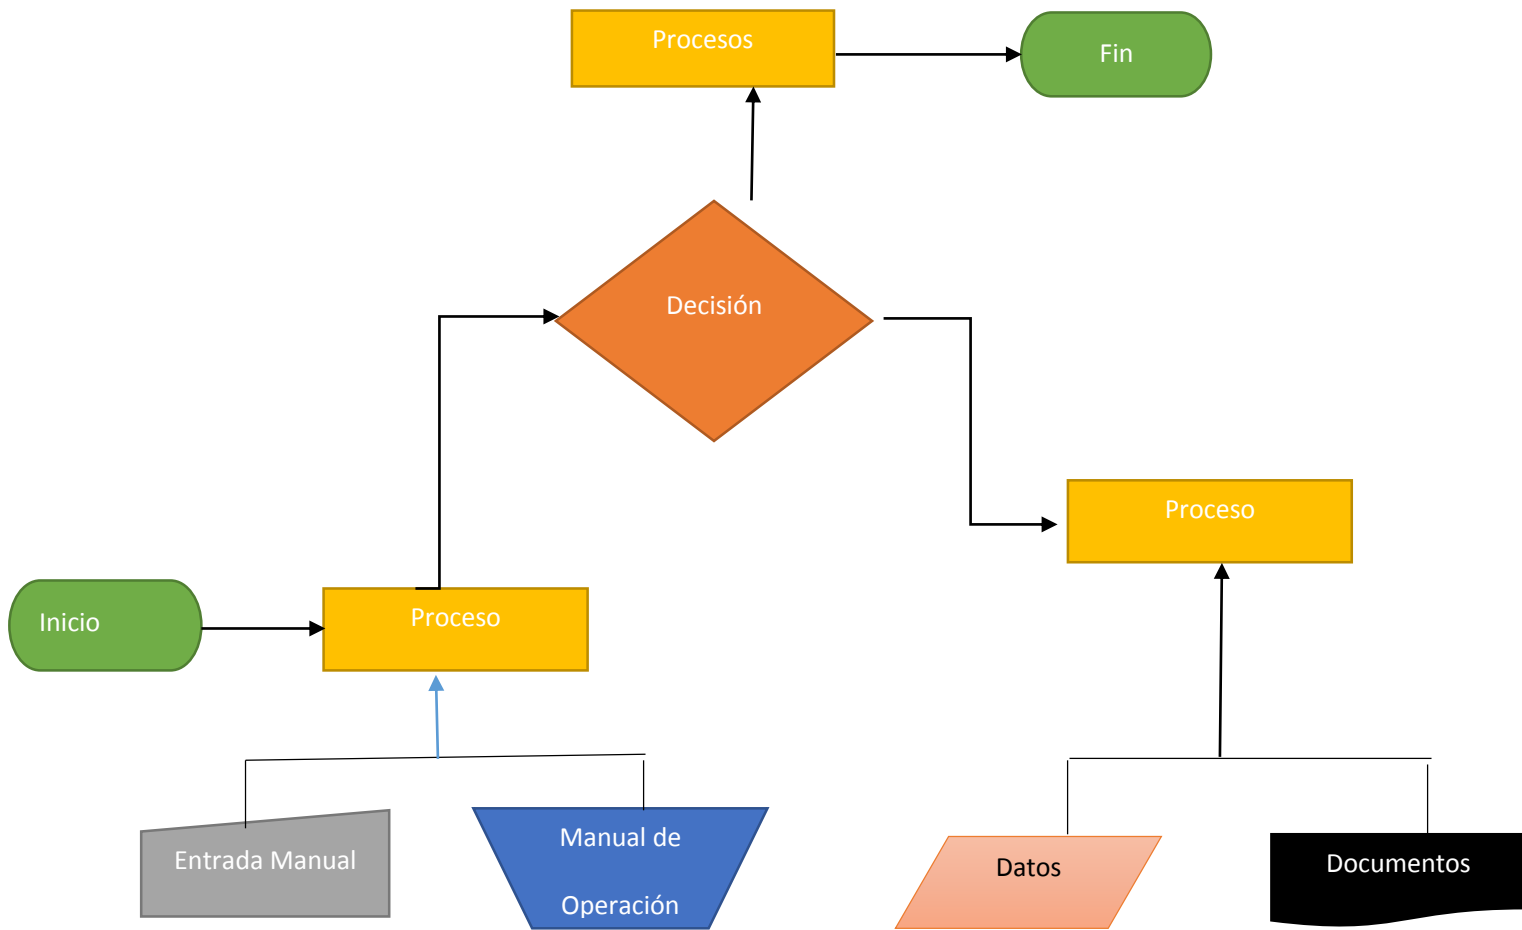 Procesos
Fin
Decisión
Proceso
Inicio
Proceso
Entrada Manual
Manual de
Operación
Datos
Documentos